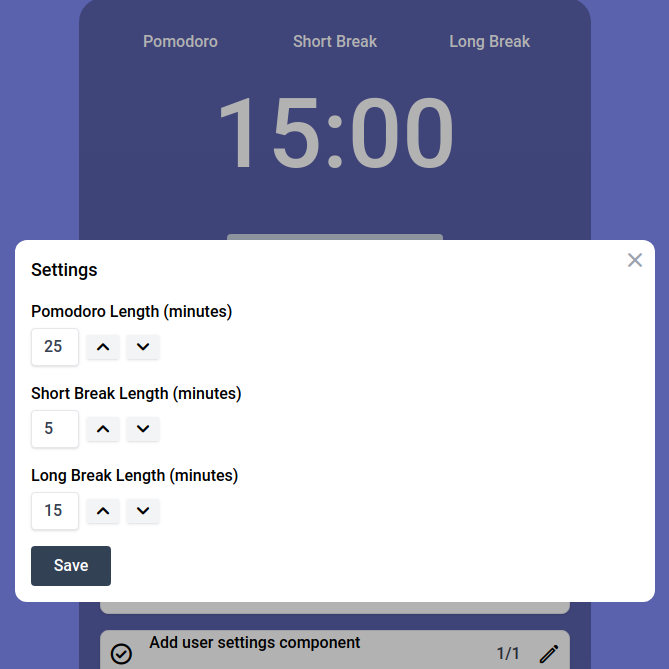 Pomodoro Short Break Long Break
15:00
Settings
Pomodoro Length (minutes)
25
Short Break Length (minutes)
5
Long Break Length (minutes)
15
Save
Add user settings component
1/1